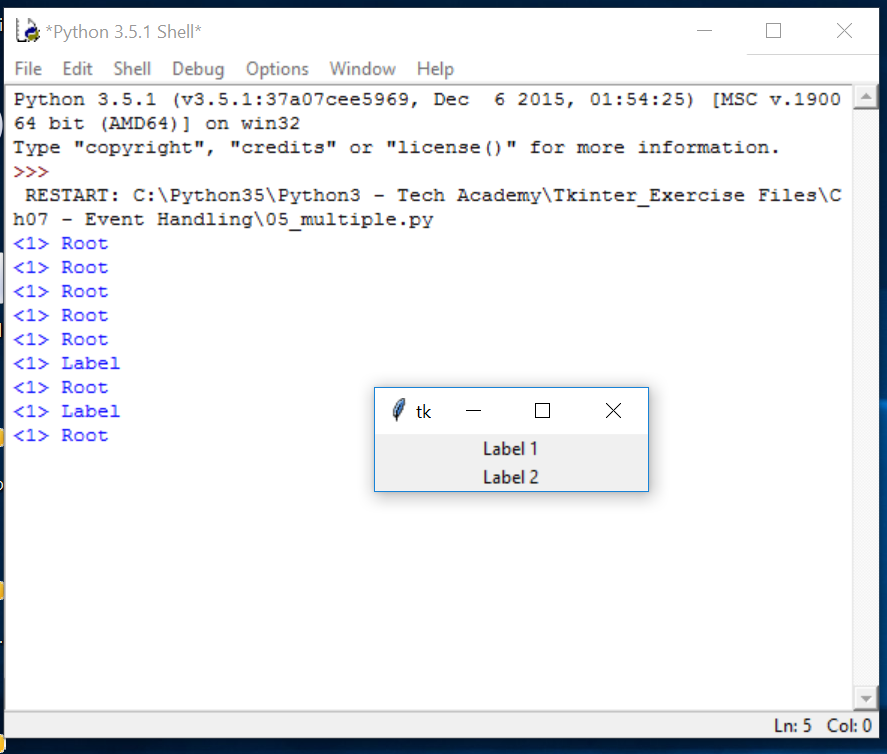 *Python 3.5.1 Shell*
File Edit Shell Debug Options Window Help
Python 3.5.1 (v3.5.1:37a07cee5969, Dec  6 2015, 01:54:25) [MSC v.1900
64 bit (AMD64)] on win32
Type "copyright", "credits" or "license()" for more information.
>>>
 RESTART: C:\Python35\Python3 - Tech Academy\Tkinter_Exercise Files\C
h07 - Event Handling\05_multiple.py
<1> Root
<1> Root
<1> Root
<1> Root
<1> Root
<1> Label
<1> Root
<1> Label
<1> Root
tk
Label 1
Label 2
Ln: 5 Col: 0